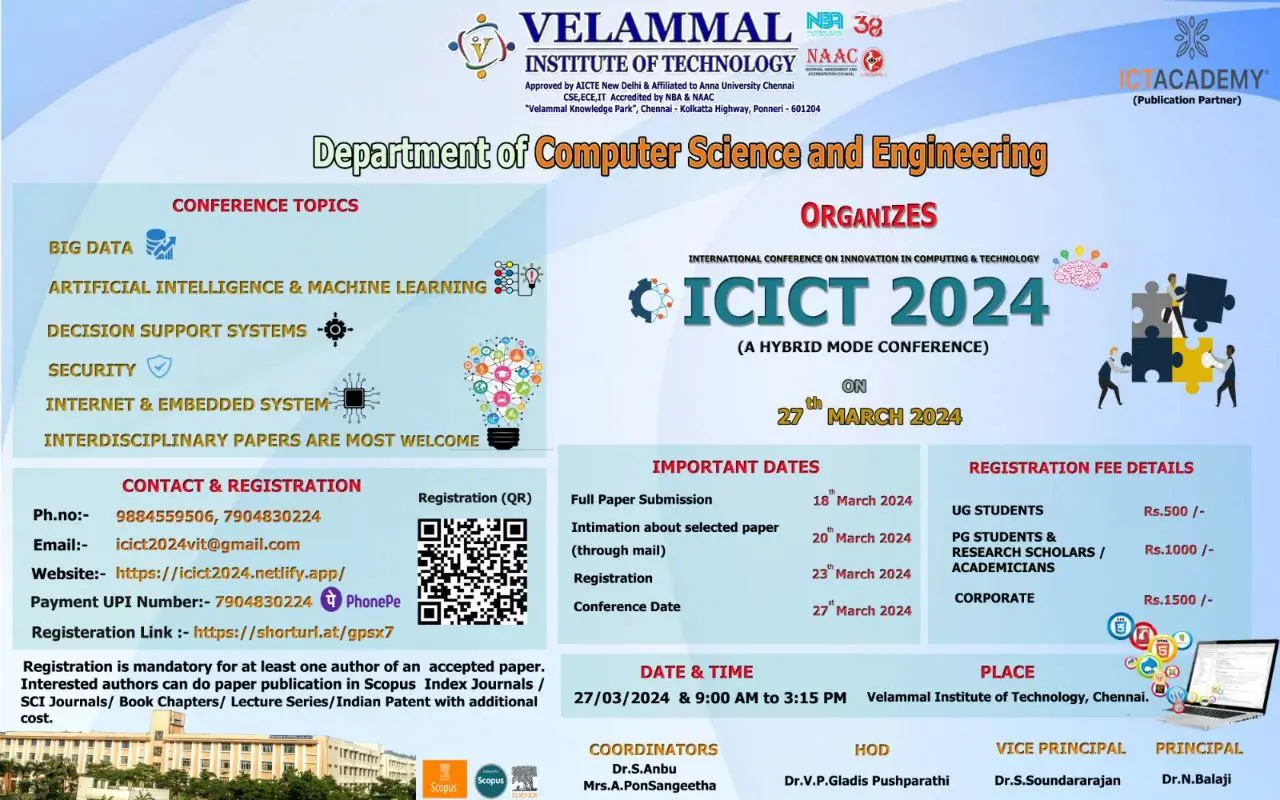 VELAMMAL
INSTITUTE OF TECHNOLOGY
Approved by AICTE New Delhi & Affiliated to Anna University Chennai
CSE,ECE,IT Accredited by NBA & NAAC
"Velammal Knowledge Park", Chennai - Kolkatta Highway, Ponneri - 601204
NBA
38
NAAC
NATIONAL ASSESSMENT AND
ACCREDITATION COUNCIL
ICTACADEMY
(Publication Partner)
Department of Computer Science and Engineering
CONFERENCE TOPICS
BIG DATA
ARTIFICIAL INTELLIGENCE & MACHINE LEARNING
DECISION SUPPORT SYSTEMS
SECURITY
INTERNET & EMBEDDED SYSTEM
INTERDISCIPLINARY PAPERS ARE MOST WELCOME
ORGANIZES
INTERNATIONAL CONFERENCE ON INNOVATION IN COMPUTING & TECHNOLOGY
ICICT 2024
(A HYBRID MODE CONFERENCE)
ON
27th MARCH 2024
CONTACT & REGISTRATION
Registration (QR)
Ph.no:- 9884559506, 7904830224
Email:- icict2024vit@gmail.com
Website:- https://icict2024.netlify.app/
Payment UPI Number:- 7904830224 PhonePe
Registeration Link :- https://shorturl.at/gpsx7
IMPORTANT DATES
Full Paper Submission 18th March 2024
Intimation about selected paper
(through mail) 20th March 2024
Registration 23th March 2024
Conference Date 27st March 2024
REGISTRATION FEE DETAILS
UG STUDENTS Rs.500 /-
PG STUDENTS &
RESEARCH SCHOLARS / Rs.1000 /-
ACADEMICIANS
CORPORATE Rs.1500 /-
Registration is mandatory for at least one author of an accepted paper.
Interested authors can do paper publication in Scopus Index Journals /
SCI Journals/ Book Chapters/ Lecture Series/Indian Patent with additional
cost.
DATE & TIME
27/03/2024 & 9:00 AM to 3:15 PM
PLACE
Velammal Institute of Technology, Chennai.
Scopus
Scopus
ELSEVIER
COORDINATORS
Dr.S.Anbu
Mrs.A.PonSangeetha
HOD
Dr.V.P.Gladis Pushparathi
VICE PRINCIPAL
Dr.S.Soundararajan
PRINCIPAL
Dr.N.Balaji